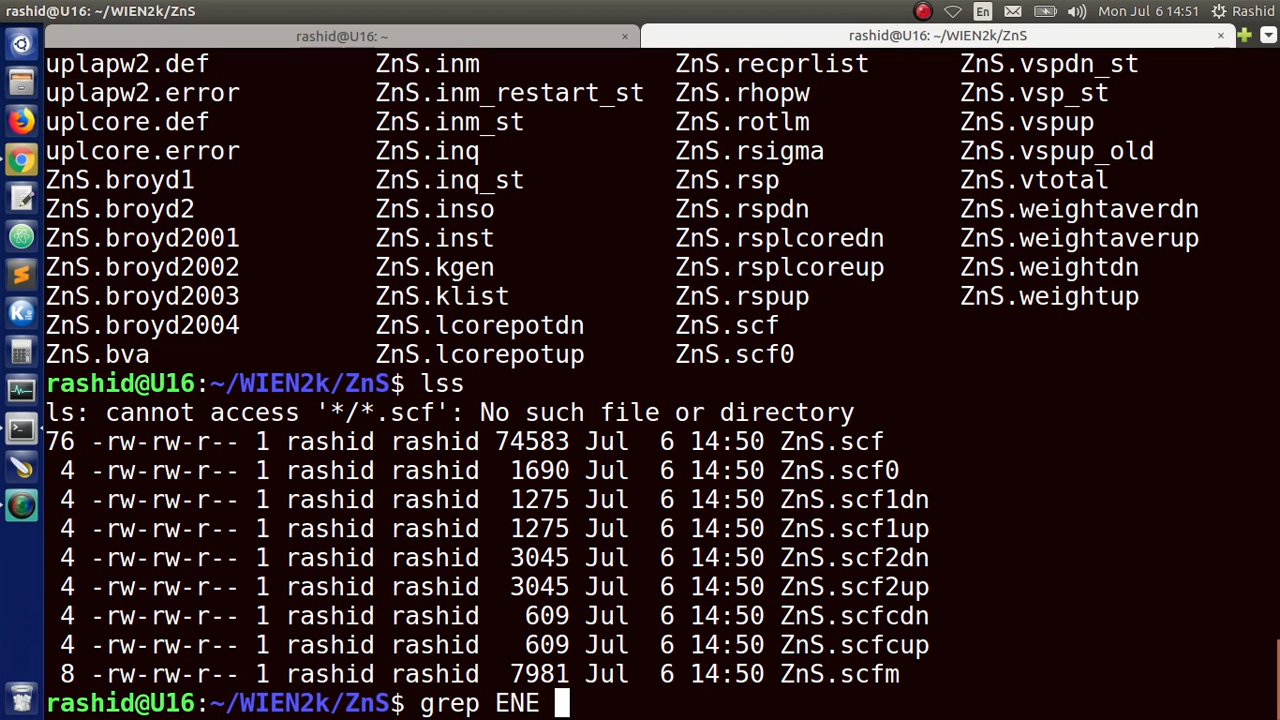 rashid@U16: ~/WIEN2k/ZnS En Mon Jul 6 14:51 Rashid
rashid@U16: ~ × rashid@U16: ~/WIEN2k/ZnS ×
uplapw2.def ZnS.inm ZnS.recprlist ZnS.vspdn_st
uplapw2.error ZnS.inm_restart_st ZnS.rhopw ZnS.vsp_st
uplcore.def ZnS.inm_st ZnS.rotlm ZnS.vspup
uplcore.error ZnS.inq ZnS.rsigma ZnS.vspup_old
ZnS.broyd1 ZnS.inq_st ZnS.rsp ZnS.vtotal
ZnS.broyd2 ZnS.inso ZnS.rspdn ZnS.weightaverdn
ZnS.broyd2001 ZnS.inst ZnS.rsplcoredn ZnS.weightaverup
ZnS.broyd2002 ZnS.kgen ZnS.rsplcoreup ZnS.weightdn
ZnS.broyd2003 ZnS.klist ZnS.rspup ZnS.weightup
ZnS.broyd2004 ZnS.lcorepotdn ZnS.scf
ZnS.bva ZnS.lcorepotup ZnS.scf0
rashid@U16:~/WIEN2k/ZnS$ lss
ls: cannot access '*/*.scf': No such file or directory
76 -rw-rw-r-- 1 rashid rashid 74583 Jul 6 14:50 ZnS.scf
4 -rw-rw-r-- 1 rashid rashid 1690 Jul 6 14:50 ZnS.scf0
4 -rw-rw-r-- 1 rashid rashid 1275 Jul 6 14:50 ZnS.scf1dn
4 -rw-rw-r-- 1 rashid rashid 1275 Jul 6 14:50 ZnS.scf1up
4 -rw-rw-r-- 1 rashid rashid 3045 Jul 6 14:50 ZnS.scf2dn
4 -rw-rw-r-- 1 rashid rashid 3045 Jul 6 14:50 ZnS.scf2up
4 -rw-rw-r-- 1 rashid rashid 609 Jul 6 14:50 ZnS.scfcdn
4 -rw-rw-r-- 1 rashid rashid 609 Jul 6 14:50 ZnS.scfcup
8 -rw-rw-r-- 1 rashid rashid 7981 Jul 6 14:50 ZnS.scfm
rashid@U16:~/WIEN2k/ZnS$ grep ENE